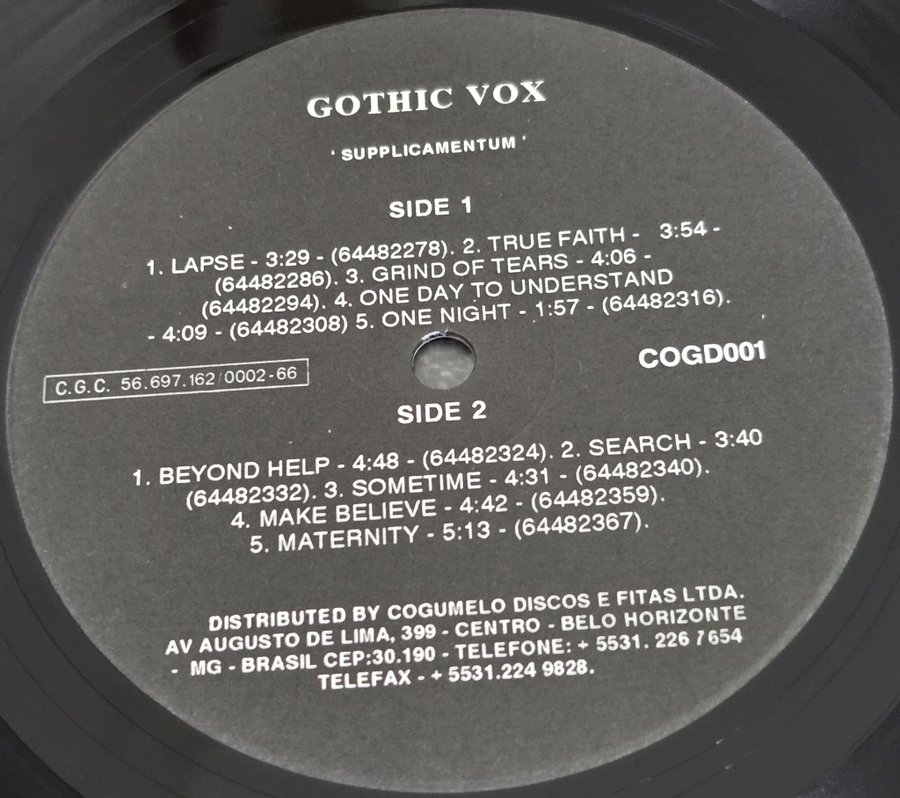 GOTHIC VOX
' SUPPLICAMENTUM '
SIDE 1
1. LAPSE - 3:29 - (64482278). 2. TRUE FAITH - 3:54 -
(64482286). 3. GRIND OF TEARS - 4:06 -
(64482294). 4. ONE DAY TO UNDERSTAND
- 4:09 - (64482308) 5. ONE NIGHT - 1:57 - (64482316).
COGD001
C.G.C. 56.697.162/0002-66
SIDE 2
1. BEYOND HELP - 4:48 - (64482324). 2. SEARCH - 3:40
(64482332). 3. SOMETIME - 4:31 - (64482340).
4. MAKE BELIEVE - 4:42 - (64482359).
5. MATERNITY - 5:13 - (64482367).
DISTRIBUTED BY COGUMELO DISCOS E FITAS LTDA.
AV AUGUSTO DE LIMA, 399 - CENTRO - BELO HORIZONTE
- MG - BRASIL CEP:30.190 - TELEFONE: + 5531. 226 7654
TELEFAX - + 5531.224 9828.